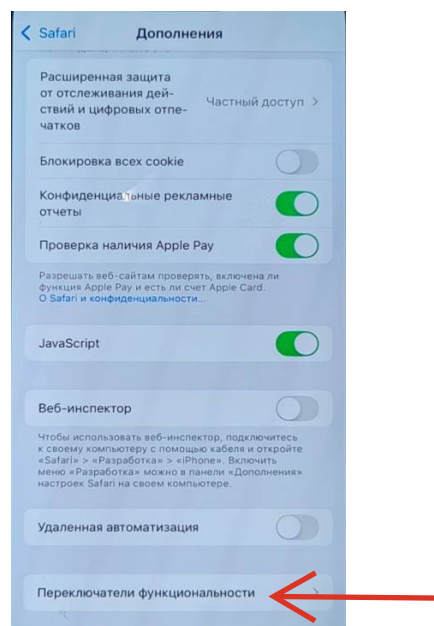 Safari
Дополнения
Расширенная защита
от отслеживания дей-
ствий и цифровых отпе-
чатков
Частный доступ
Блокировка всех cookie
Конфиденциальные рекламные
отчеты
Проверка наличия Apple Pay
Разрешать веб-сайтам проверять, включена ли
функция Apple Pay и есть ли счет Apple Card.
О Safari и конфиденциальности...
JavaScript
Веб-инспектор
Чтобы использовать веб-инспектор, подключитесь
к своему компьютеру с помощью кабеля и откройте
«Safari» > «Разработка» > «iPhone». Включить
меню «Разработка» можно в панели «Дополнения»
настроек Safari на своем компьютере.
Удаленная автоматизация
Переключатели функциональности